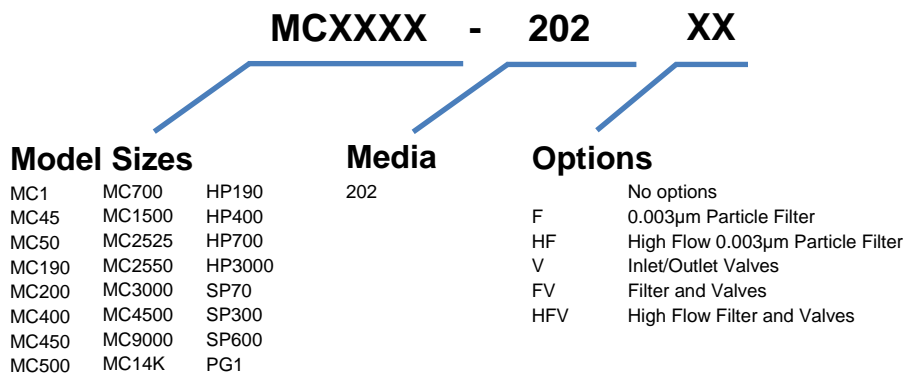 MCXXXX - 202 XX
Model Sizes
MC1 MC700 HP190
MC45 MC1500 HP400
MC50 MC2525 HP700
MC190 MC2550 HP3000
MC200 MC3000 SP70
MC400 MC4500 SP300
MC450 MC9000 SP600
MC500 MC14K PG1
Media
202
Options
No options
F 0.003µm Particle Filter
HF High Flow 0.003µm Particle Filter
V Inlet/Outlet Valves
FV Filter and Valves
HFV High Flow Filter and Valves